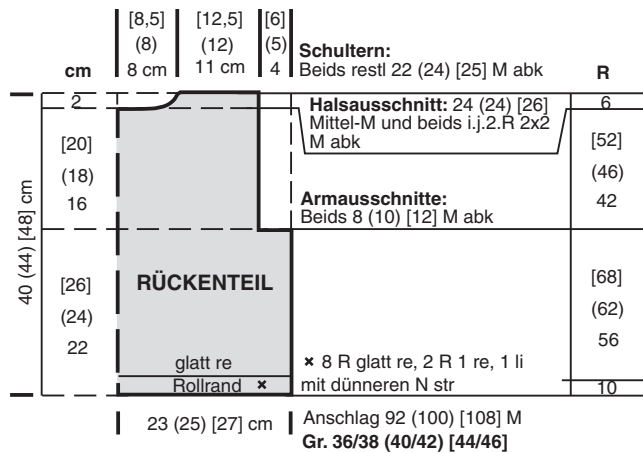 [8,5] [12,5] [6]
(8) (12) (5)
8 cm 11 cm 4
Schultern:
Beids restl 22 (24) [25] M abk
cm
R
2
Halsausschnitt: 24 (24) [26]
Mittel-M und beids i.j.2.R 2x2
M abk
6
[20]
(18)
16
[52]
(46)
42
Armausschnitte:
Beids 8 (10) [12] M abk
40 (44) [48] cm
RÜCKENTEIL
[26]
(24)
22
[68]
(62)
56
glatt re
Rollrand ×
× 8 R glatt re, 2 R 1 re, 1 li
mit dünneren N str
10
23 (25) [27] cm
Anschlag 92 (100) [108] M
Gr. 36/38 (40/42) [44/46]